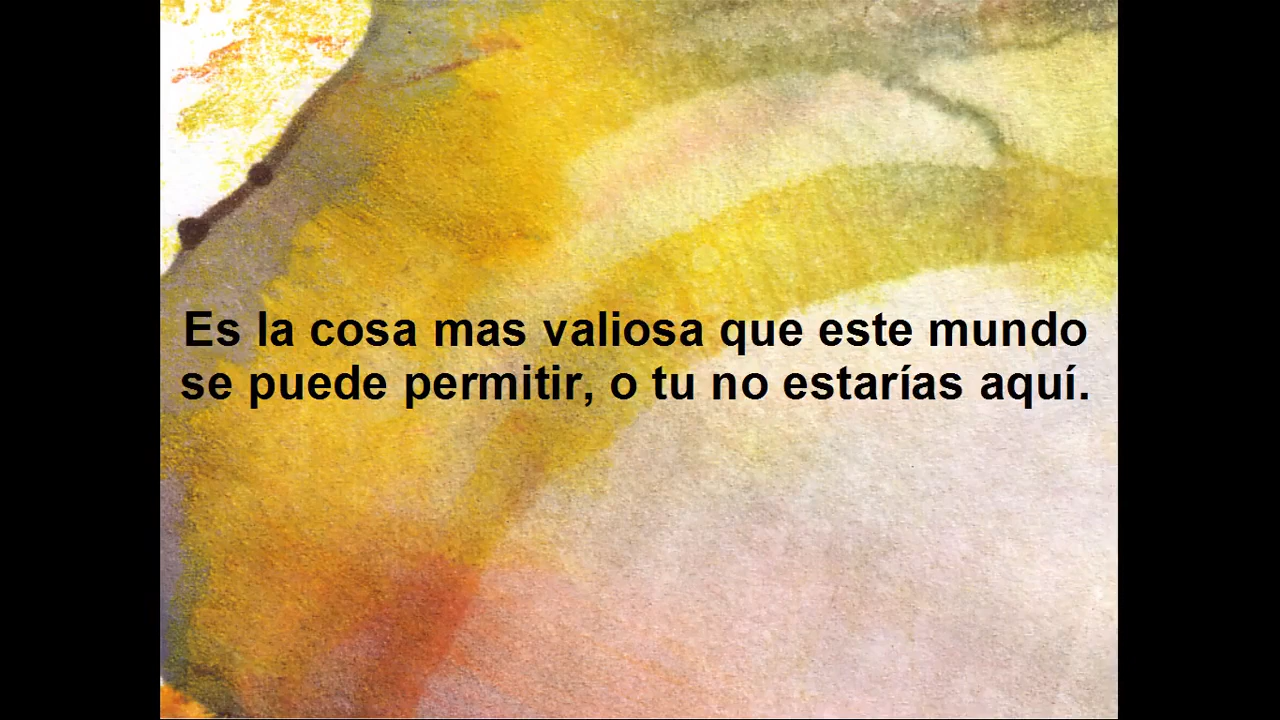 Es la cosa mas valiosa que este mundo
se puede permitir, o tu no estarías aquí.